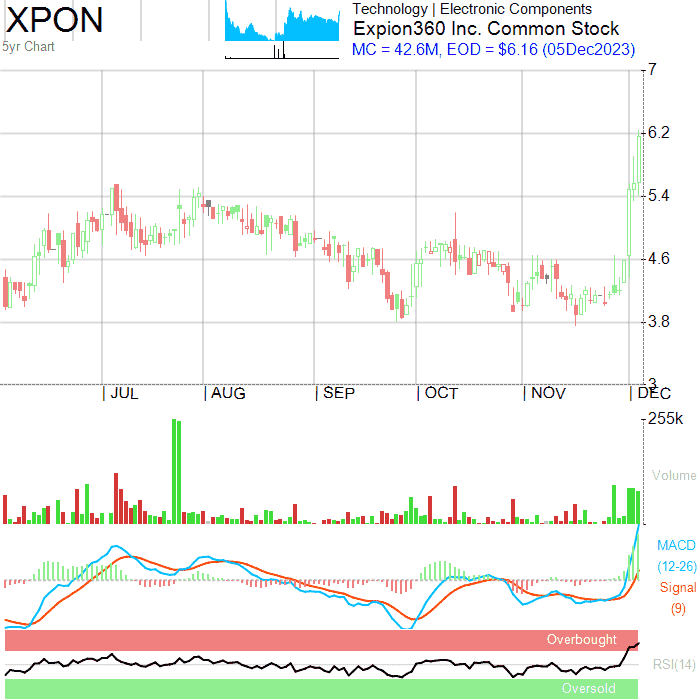 XPON
5yr Chart
Technology | Electronic Components
Expion360 Inc. Common Stock
MC = 42.6M, EOD = $6.16 (05Dec2023)
7
6.2
5.4
4.6
3.8
3
| JUL | AUG | SEP | OCT | NOV | DEC
255k
Volume
MACD
(12-26)
Signal
(9)
Overbought
RSI(14)
Oversold